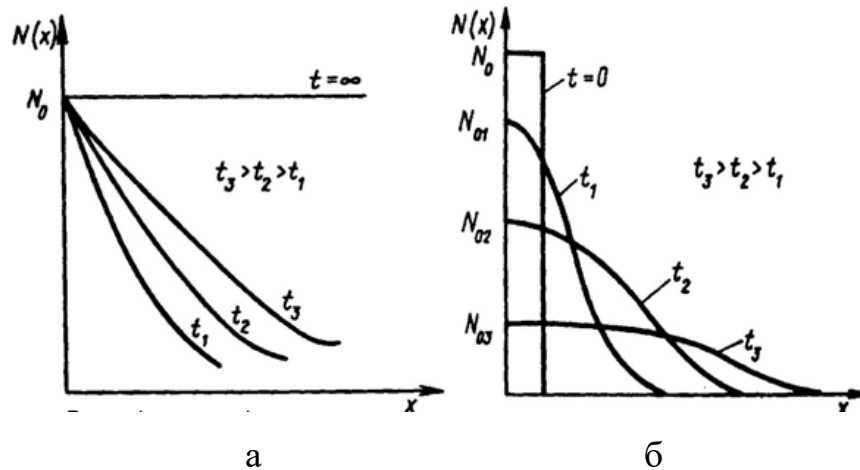 N(x)
t=∞
N₀
t₃>t₂>t₁
t₁
t₂
t₃
x
а
N(x)
N₀
t=0
N₀₁
t₃>t₂>t₁
t₁
N₀₂
t₂
N₀₃
t₃
x
б